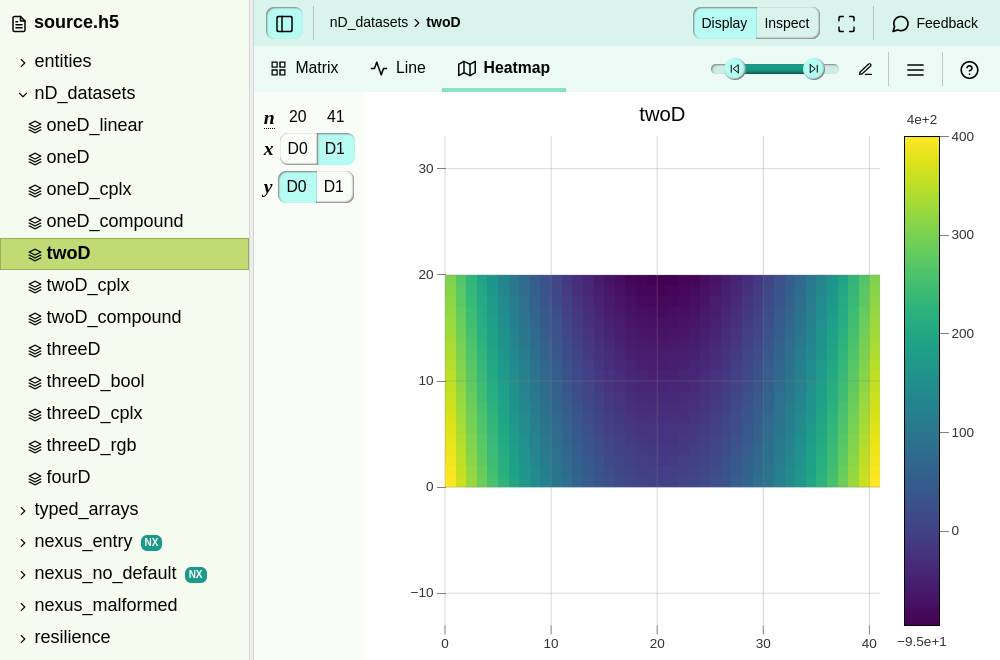 source.h5
entities
nD_datasets
oneD_linear
oneD
oneD_cplx
oneD_compound
twoD
twoD_cplx
twoD_compound
threeD
threeD_bool
threeD_cplx
threeD_rgb
fourD
typed_arrays
nexus_entry NX
nexus_no_default NX
nexus_malformed
resilience
nD_datasets › twoD
Display Inspect
Feedback
Matrix Line Heatmap
n 20 41
x D0 D1
y D0 D1
twoD
30
20
10
0
−10
0 10 20 30 40
4e+2
400
300
200
100
0
−9.5e+1